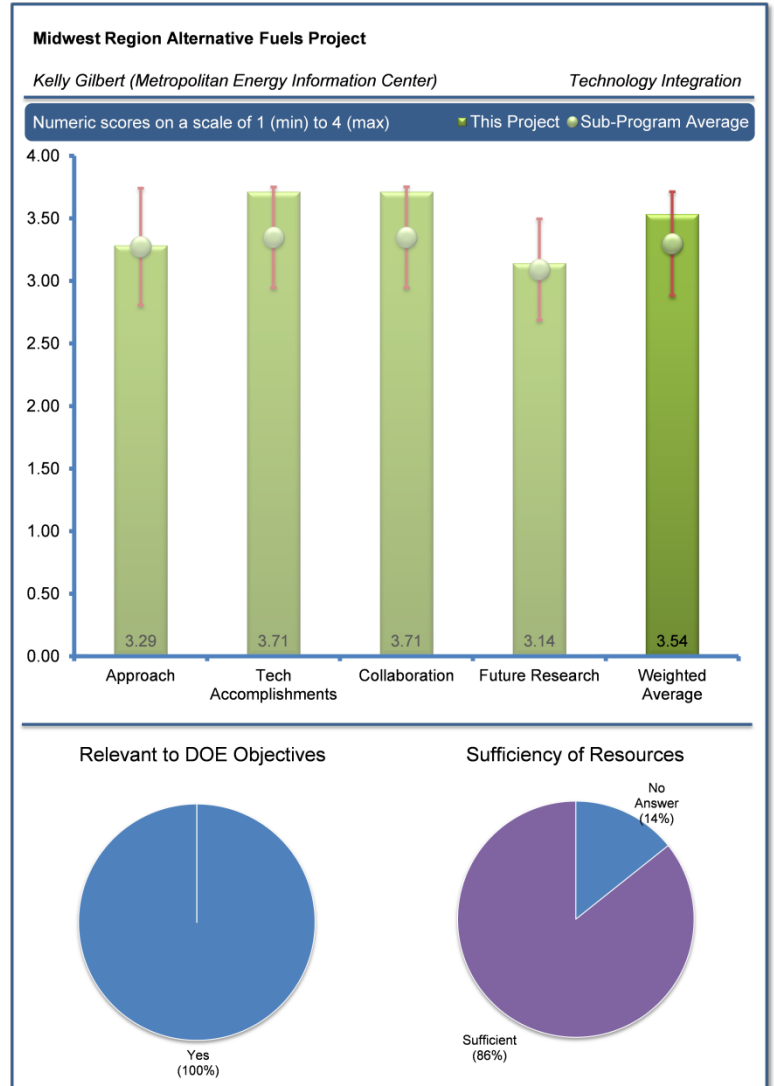 Midwest Region Alternative Fuels Project
Kelly Gilbert (Metropolitan Energy Information Center) Technology Integration
Numeric scores on a scale of 1 (min) to 4 (max) This Project Sub-Program Average
4.00
3.50
3.00
2.50
2.00
1.50
1.00
0.50
0.00
3.29 3.71 3.71 3.14 3.54
Approach Tech Collaboration Future Research Weighted
Accomplishments Average
Relevant to DOE Objectives Sufficiency of Resources
No
Answer
(14%)
Sufficient
(86%)
Yes
(100%)